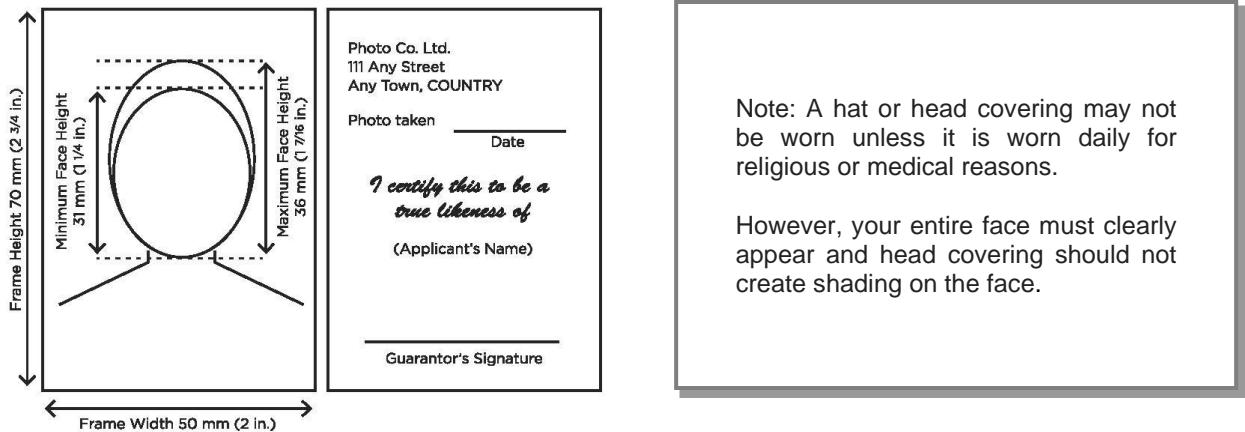 Frame Height 70 mm (2 3/4 in.)
Minimum Face Height
31 mm (1 1/4 in.)
Maximum Face Height
36 mm (1 7/16 in.)
Frame Width 50 mm (2 in.)
Photo Co. Ltd.
111 Any Street
Any Town, COUNTRY
Photo taken
Date
I certify this to be a
true likeness of
(Applicant's Name)
Guarantor's Signature
Note: A hat or head covering may not
be worn unless it is worn daily for
religious or medical reasons.
However, your entire face must clearly
appear and head covering should not
create shading on the face.